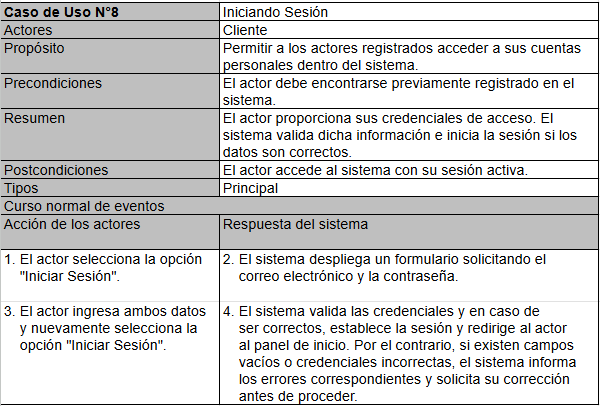 Caso de Uso N°8
Iniciando Sesión
Actores
Cliente
Propósito
Permitir a los actores registrados acceder a sus cuentas
personales dentro del sistema.
Precondiciones
El actor debe encontrarse previamente registrado en el
sistema.
Resumen
El actor proporciona sus credenciales de acceso. El
sistema valida dicha información e inicia la sesión si los
datos son correctos.
Postcondiciones
El actor accede al sistema con su sesión activa.
Tipos
Principal
Curso normal de eventos
Acción de los actores
Respuesta del sistema
1. El actor selecciona la opción
"Iniciar Sesión".
2. El sistema despliega un formulario solicitando el
correo electrónico y la contraseña.
3. El actor ingresa ambos datos
y nuevamente selecciona la
opción "Iniciar Sesión".
4. El sistema valida las credenciales y en caso de
ser correctos, establece la sesión y redirige al actor
al panel de inicio. Por el contrario, si existen campos
vacíos o credenciales incorrectas, el sistema informa
los errores correspondientes y solicita su corrección
antes de proceder.